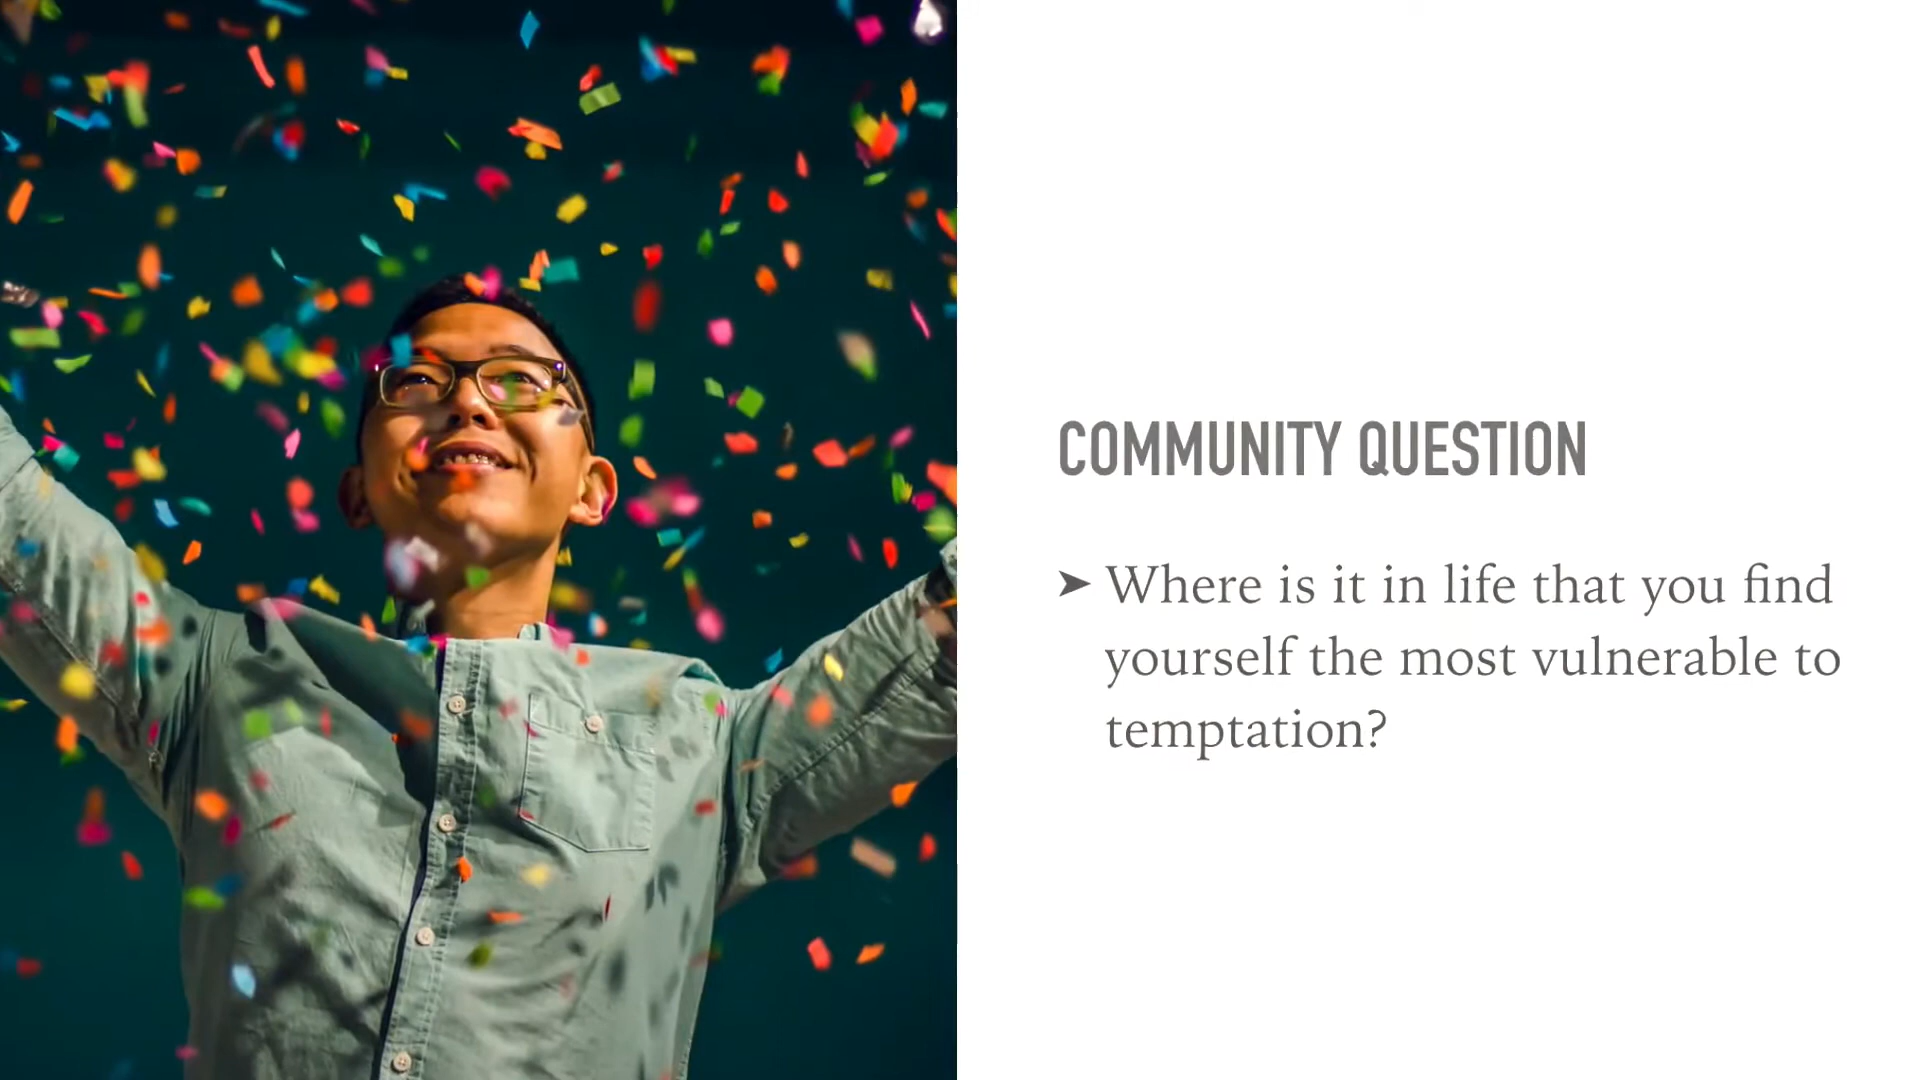 COMMUNITY QUESTION
➤ Where is it in life that you find
yourself the most vulnerable to
temptation?